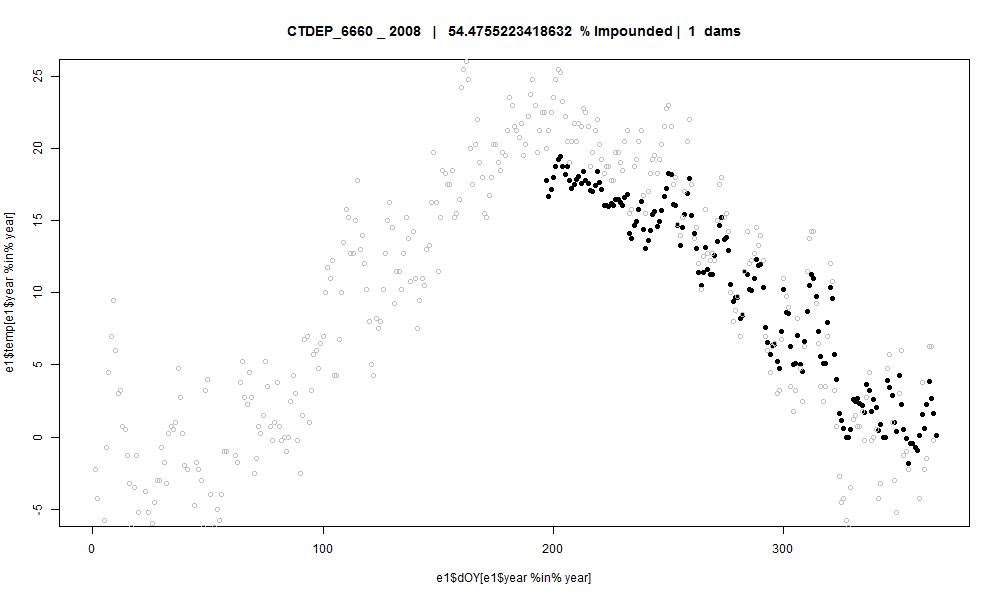 CTDEP_6660 _ 2008 | 54.4755223418632 % Impounded | 1 dams
e1$temp[e1$year %in% year]
25
20
15
10
5
0
-5
0 100 200 300
e1$dOY[e1$year %in% year]